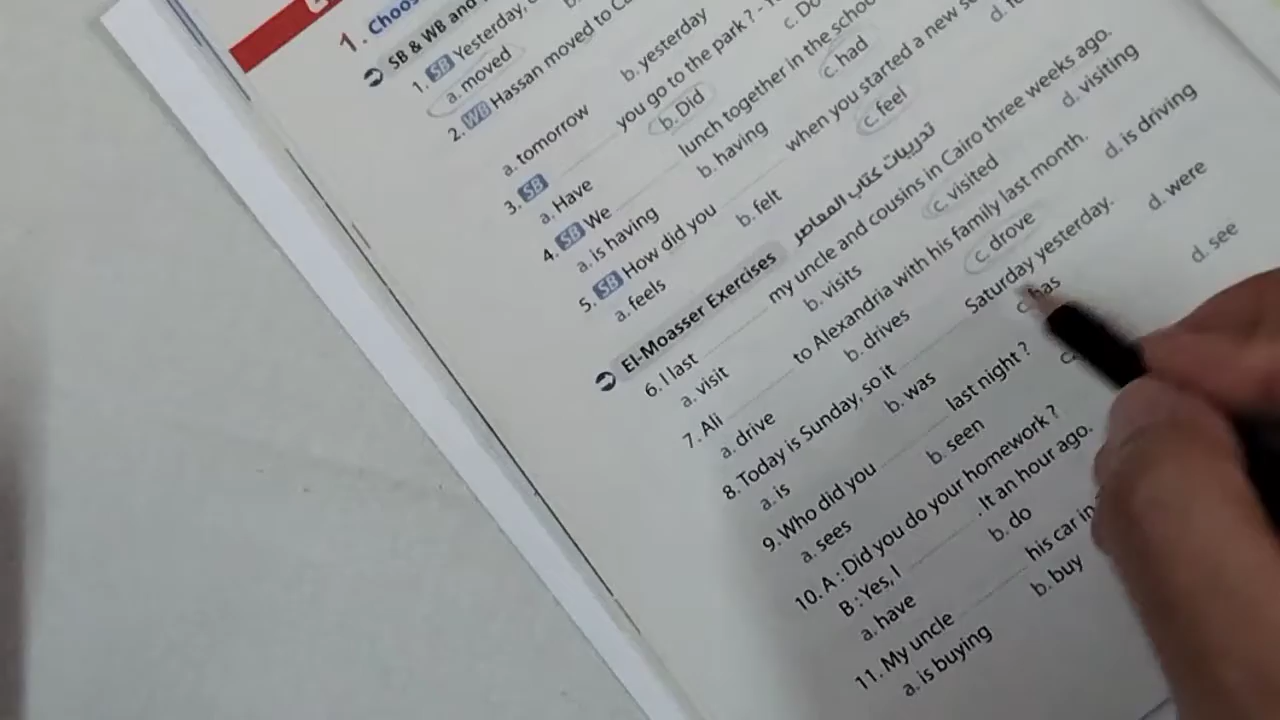 1. Choos
SB & WB and
1. SB Yesterday,
a. moved
b.
2. WB Hassan moved to
a. tomorrow b. yesterday
3. SB you go to the park ? -
a. Have b. Did c.
4. SB We lunch together in the
a. is having b. having c. had d.
5. SB How did you when you started a new
a. feels b. felt c. feel
El-Moasser Exercises تدريبات كتاب المعاصر
6. I last my uncle and cousins in Cairo three weeks ago.
a. visit b. visits c. visited d. visiting
7. Ali to Alexandria with his family last month.
a. drive b. drives c. drove d. is driving
8. Today is Sunday, so it Saturday yesterday.
a. is b. was c. has d. were
9. Who did you last night ?
a. sees b. seen d. see
10. A : Did you do your homework ?
B : Yes, I . It an hour ago.
a. have b. do
11. My uncle his car in
a. is buying b. buy